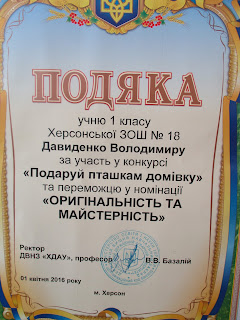 ПОДЯКА
учню 1 класу
Херсонської ЗОШ № 18
Давиденко Володимиру
за участь у конкурсі
«Подаруй пташкам домівку»
та переможцю у номінації
«ОРИГІНАЛЬНІСТЬ ТА
МАЙСТЕРНІСТЬ»
Ректор
ДВНЗ «ХДАУ», професор В.В. Базалій
01 квітня 2016 року
м. Херсон